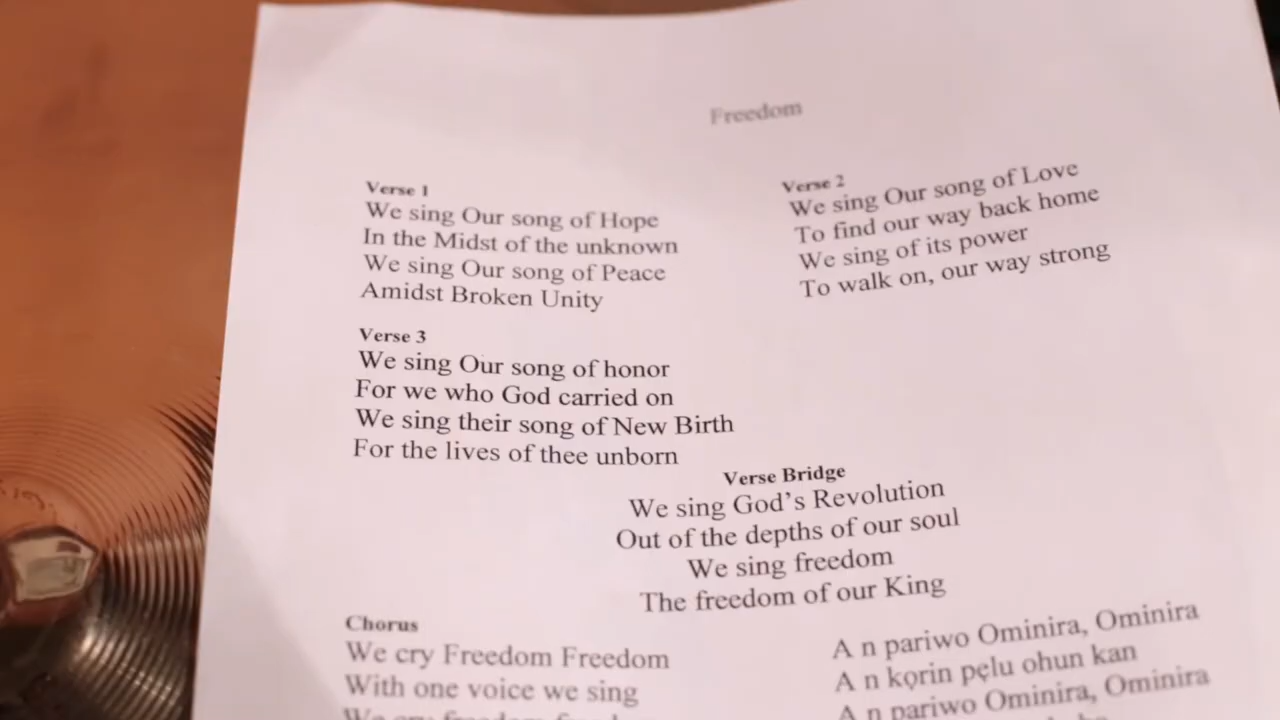 Freedom
Verse 1
We sing Our song of Hope
In the Midst of the unknown
We sing Our song of Peace
Amidst Broken Unity
Verse 2
We sing Our song of Love
To find our way back home
We sing of its power
To walk on, our way strong
Verse 3
We sing Our song of honor
For we who God carried on
We sing their song of New Birth
For the lives of thee unborn
Verse Bridge
We sing God's Revolution
Out of the depths of our soul
We sing freedom
The freedom of our King
Chorus
We cry Freedom Freedom
With one voice we sing
We cry freedom
A n pariwo Ominira, Ominira
A n kọrin pẹlu ohun kan
A n pariwo Ominira, Ominira